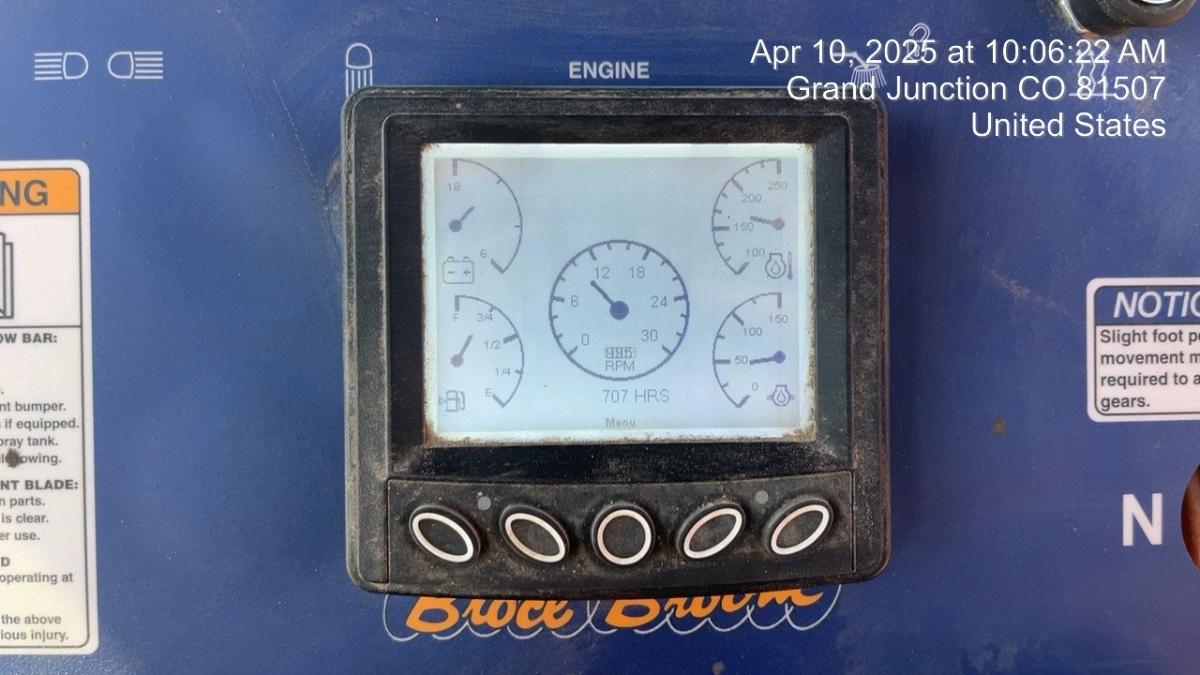 Apr 10, 2025 at 10:06:22 AM
Grand Junction CO 81507
United States
ENGINE
NG
OW BAR:
nt bumper.
s if equipped.
pray tank.
towing.
NT BLADE:
n parts.
is clear.
er use.
D
operating at
the above
ious injury.
18
6
F 3/4
1/2
1/4
E
12 18
6 24
0 30
RPM
707 HRS
Menu
250
200
150
100
150
100
50
0
NOTIC
Slight foot p
movement m
required to a
gears.
N
Broce Broom